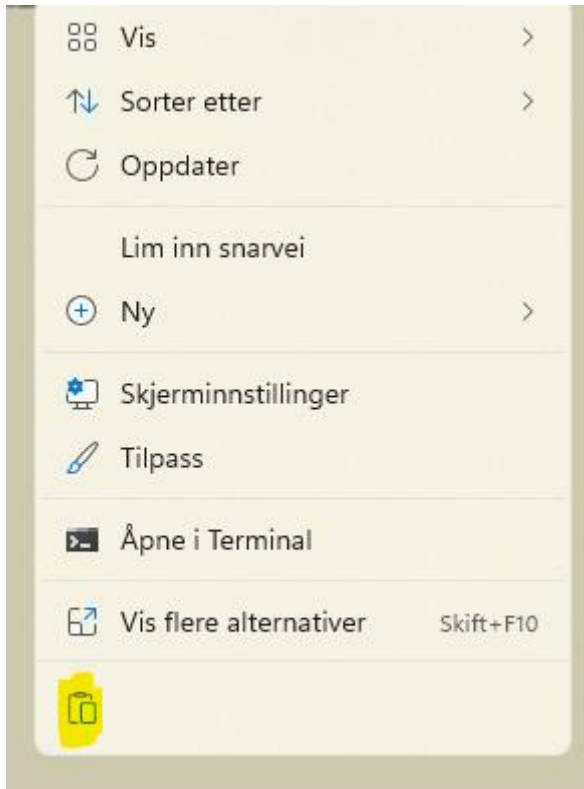 Vis
Sorter etter
Oppdater
Lim inn snarvei
Ny
Skjerminnstillinger
Tilpass
Åpne i Terminal
Vis flere alternativer Skift+F10